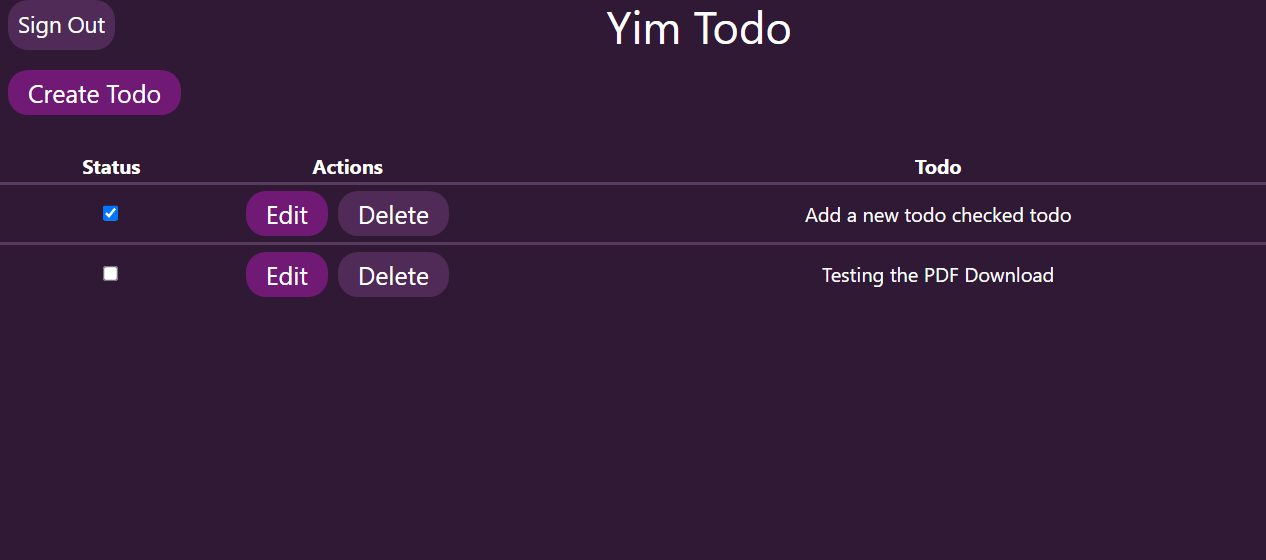 Sign Out
Yim Todo
Create Todo
Status Actions Todo
Edit Delete Add a new todo checked todo
Edit Delete Testing the PDF Download